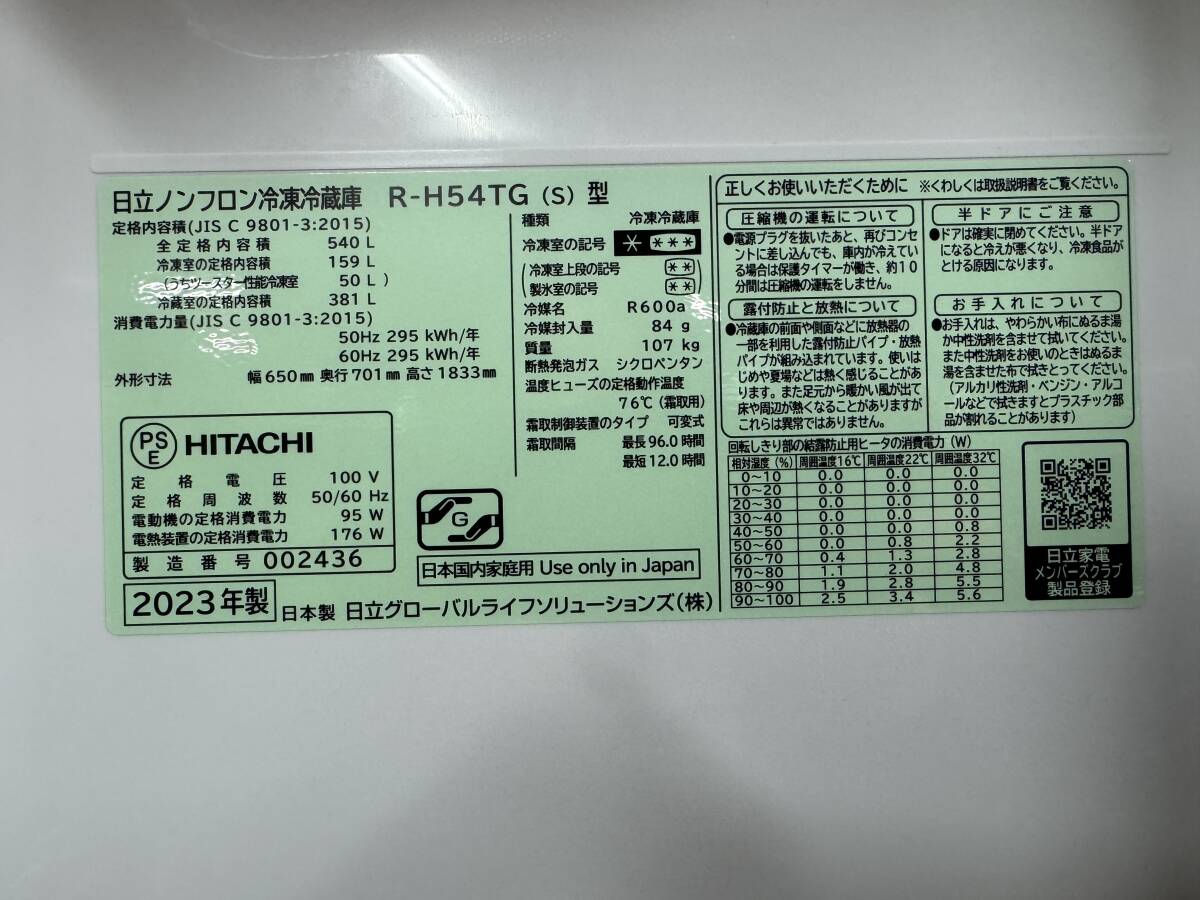 日立ノンフロン冷凍冷蔵庫 R-H54TG (S) 型
定格内容積(JIS C 9801-3:2015)
全定格内容積 540 L
冷凍室の定格内容積 159 L
(うちツースター性能冷凍室 50 L )
冷蔵室の定格内容積 381 L
消費電力量(JIS C 9801-3:2015)
50Hz 295 kWh/年
60Hz 295 kWh/年
外形寸法 幅 650㎜ 奥行 701㎜ 高さ 1833㎜
PS
E
HITACHI
定格電圧 100 V
定格周波数 50/60 Hz
電動機の定格消費電力 95 W
電熱装置の定格消費電力 176 W
製造番号 002436
2023年製
日本製 日立グローバルライフソリューションズ(株)
種類 冷凍冷蔵庫
冷凍室の記号 * ***
冷凍室上段の記号 **
製氷室の記号 **
冷媒名 R600a
冷媒封入量 84 g
質量 107 kg
断熱発泡ガス シクロペンタン
温度ヒューズの定格動作温度
76℃(霜取用)
霜取制御装置のタイプ 可変式
霜取間隔 最長96.0時間
最短12.0時間
G
日本国内家庭用 Use only in Japan
正しくお使いいただくために ※くわしくは取扱説明書をご覧ください。
圧縮機の運転について
●電源プラグを抜いたあと、再びコンセ
ントに差し込んでも、庫内が冷えてい
る場合は保護タイマーが働き、約10
分間は圧縮機の運転をしません。
露付防止と放熱について
●冷蔵庫の前面や側面などに放熱器の
一部を利用した露付防止パイプ・放熱
パイプが組み込まれています。使いは
じめや夏場などは熱く感じることがあり
ます。また足元から暖かい風が出て
床や周辺が熱くなることがありますが
これらは異常ではありません。
半ドアにご注意
●ドアは確実に閉めてください。半ドア
になると冷えが悪くなり、冷凍食品が
とける原因になります。
お手入れについて
●お手入れは、やわらかい布にぬるま湯
か中性洗剤を含ませて拭いてください。
また中性洗剤をお使いのときはぬるま
湯を含ませた布で拭きとってください。
(アルカリ性洗剤・ベンジン・アルコ
ールなどで拭きますとプラスチック部
品が割れることがあります)
回転しきり部の結露防止用ヒータの消費電力(W)
相対湿度(%) 周囲温度16℃ 周囲温度22℃ 周囲温度32℃
0~10 0.0 0.0 0.0
10~20 0.0 0.0 0.0
20~30 0.0 0.0 0.0
30~40 0.0 0.0 0.0
40~50 0.0 0.0 0.8
50~60 0.0 0.8 2.2
60~70 0.4 1.3 2.8
70~80 1.1 2.0 4.8
80~90 1.9 2.8 5.5
90~100 2.5 3.4 5.6
日立家電
メンバーズクラブ
製品登録